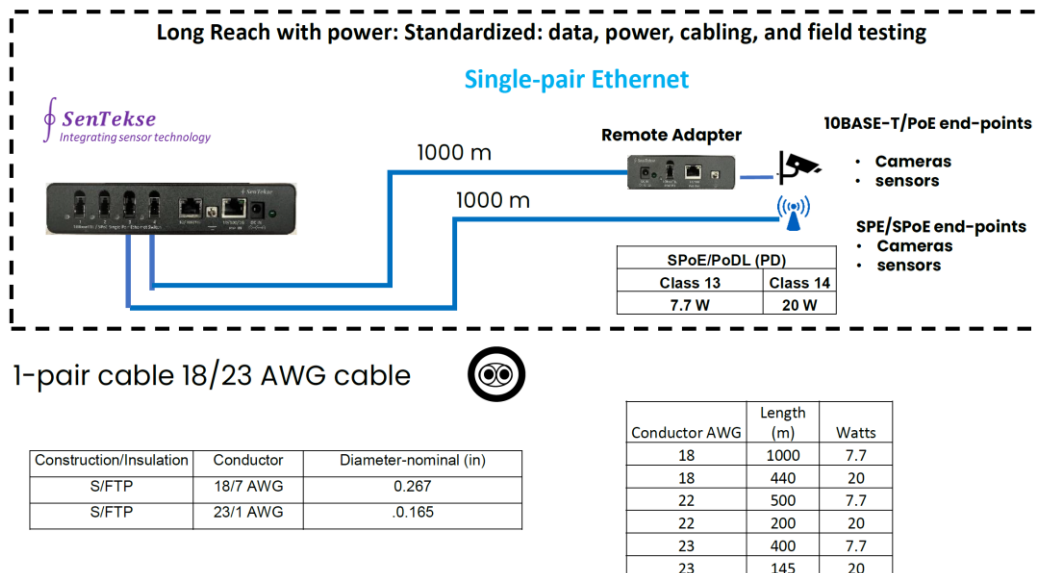 Long Reach with power: Standardized: data, power, cabling, and field testing
Single-pair Ethernet
SenTekse
Integrating sensor technology
Remote Adapter
10BASE-T/PoE end-points
• Cameras
• sensors
1000 m
1000 m
SPE/SPoE end-points
• Cameras
• sensors
SPoE/PoDL (PD)
Class 13 Class 14
7.7 W 20 W
1-pair cable 18/23 AWG cable
Construction/Insulation Conductor Diameter-nominal (in)
S/FTP 18/7 AWG 0.267
S/FTP 23/1 AWG .0.165
Conductor AWG Length (m) Watts
18 1000 7.7
18 440 20
22 500 7.7
22 200 20
23 400 7.7
23 145 20